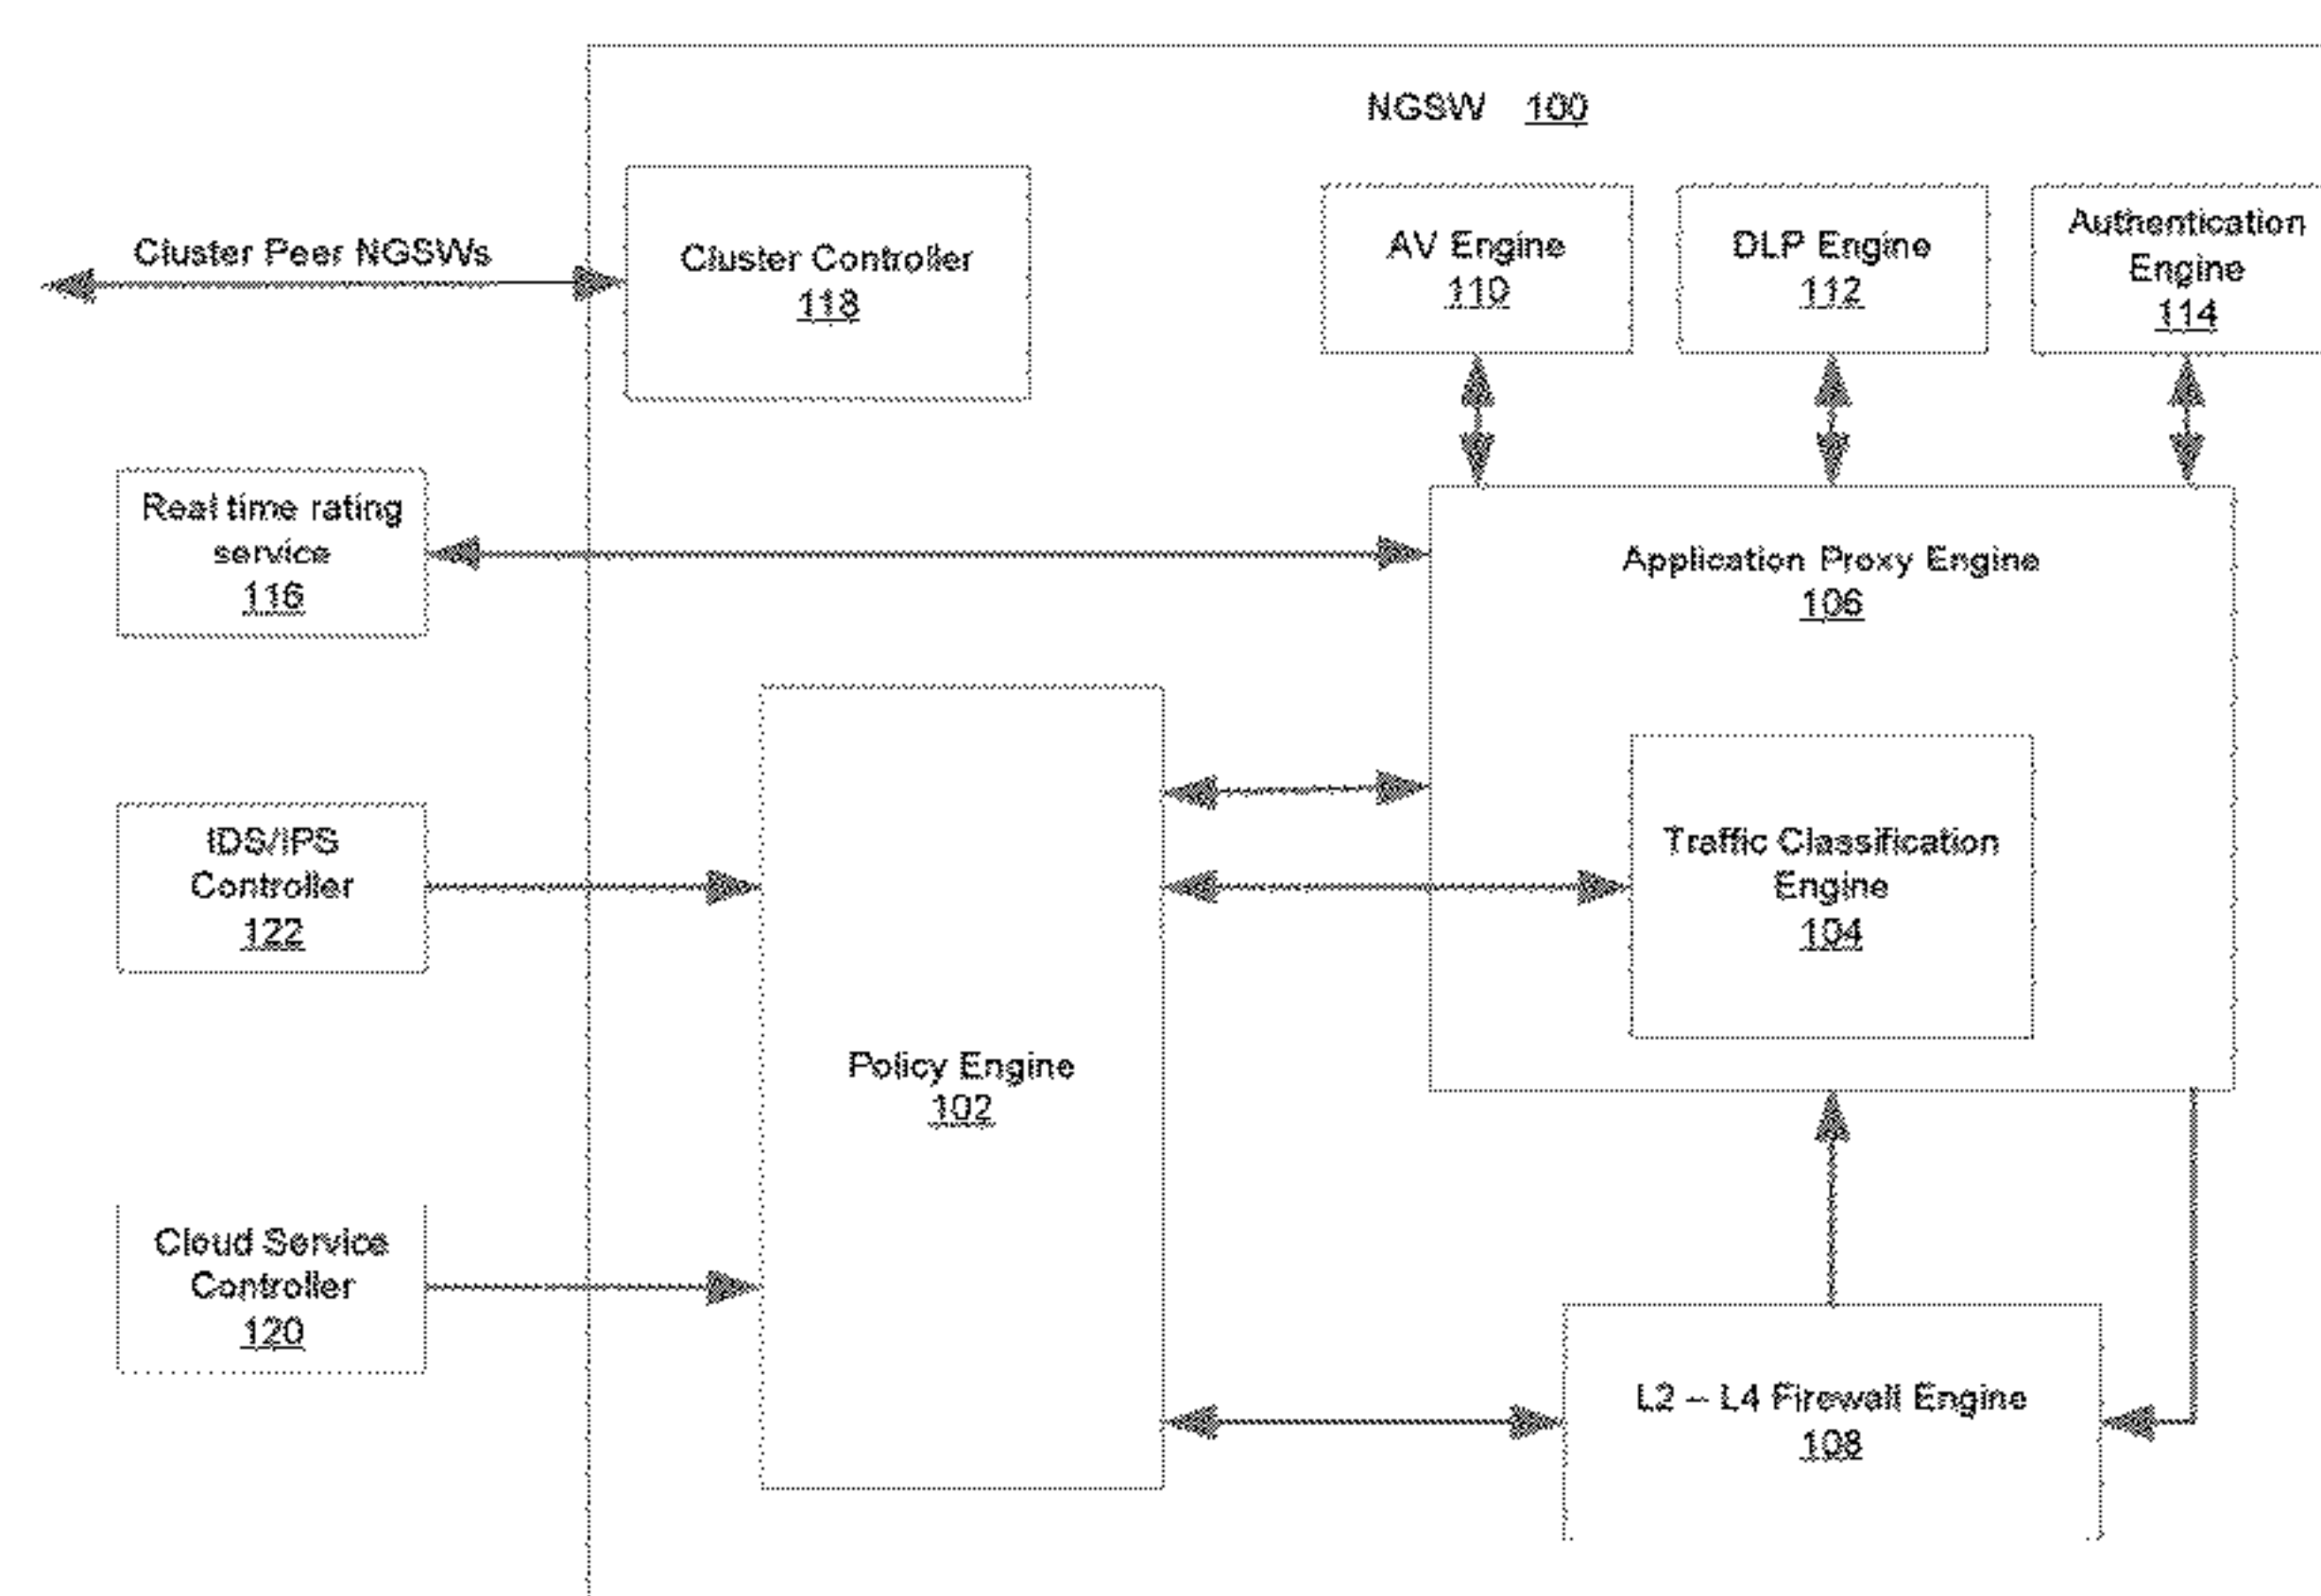 NGSW 100
Cluster Peer NGSWs
Cluster Controller
118
AV Engine
110
DLP Engine
112
Authentication
Engine
114
Real time rating
service
116
Application Proxy Engine
106
IDS/IPS
Controller
122
Traffic Classification
Engine
104
Policy Engine
102
Cloud Service
Controller
120
L2 – L4 Firewall Engine
108